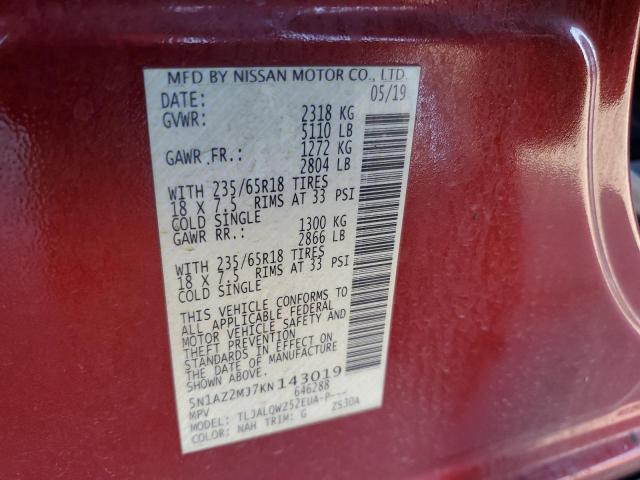 MFD BY NISSAN MOTOR CO., LTD.
DATE: 05/19
GVWR: 2318 KG
5110 LB
GAWR FR.: 1272 KG
2804 LB
WITH 235/65R18 TIRES
18 X 7.5 RIMS AT 33 PSI
COLD SINGLE
GAWR RR.: 1300 KG
2866 LB
WITH 235/65R18 TIRES
18 X 7.5 RIMS AT 33 PSI
COLD SINGLE
THIS VEHICLE CONFORMS TO
ALL APPLICABLE FEDERAL
MOTOR VEHICLE SAFETY AND
THEFT PREVENTION
STANDARDS IN EFFECT ON
THE DATE OF MANUFACTURE
SHOWN ABOVE.
5N1AZ2MJ7KN143019
MPV 646288
MODEL: TLJALQWZ52EUA-P---
COLOR: NAH TRIM: G Z5J0A